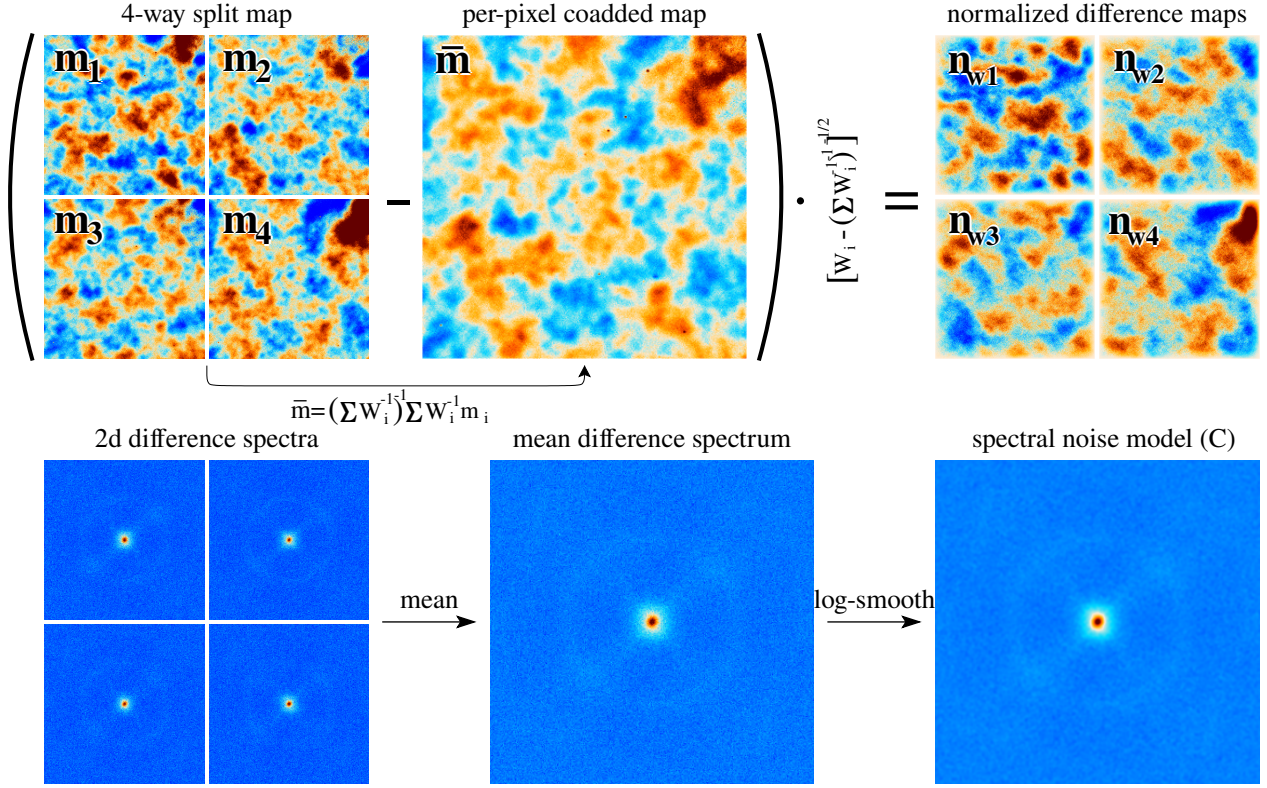 4-way split map
per-pixel coadded map
normalized difference maps
m1
m2
m̄
nw1
nw2
( − ) · [Wi - (ΣWi-1)-1]-1/2 =
m3
m4
nw3
nw4
m̄=(ΣWi-1)-1ΣWi-1mi
2d difference spectra
mean difference spectrum
spectral noise model (C)
mean
log-smooth